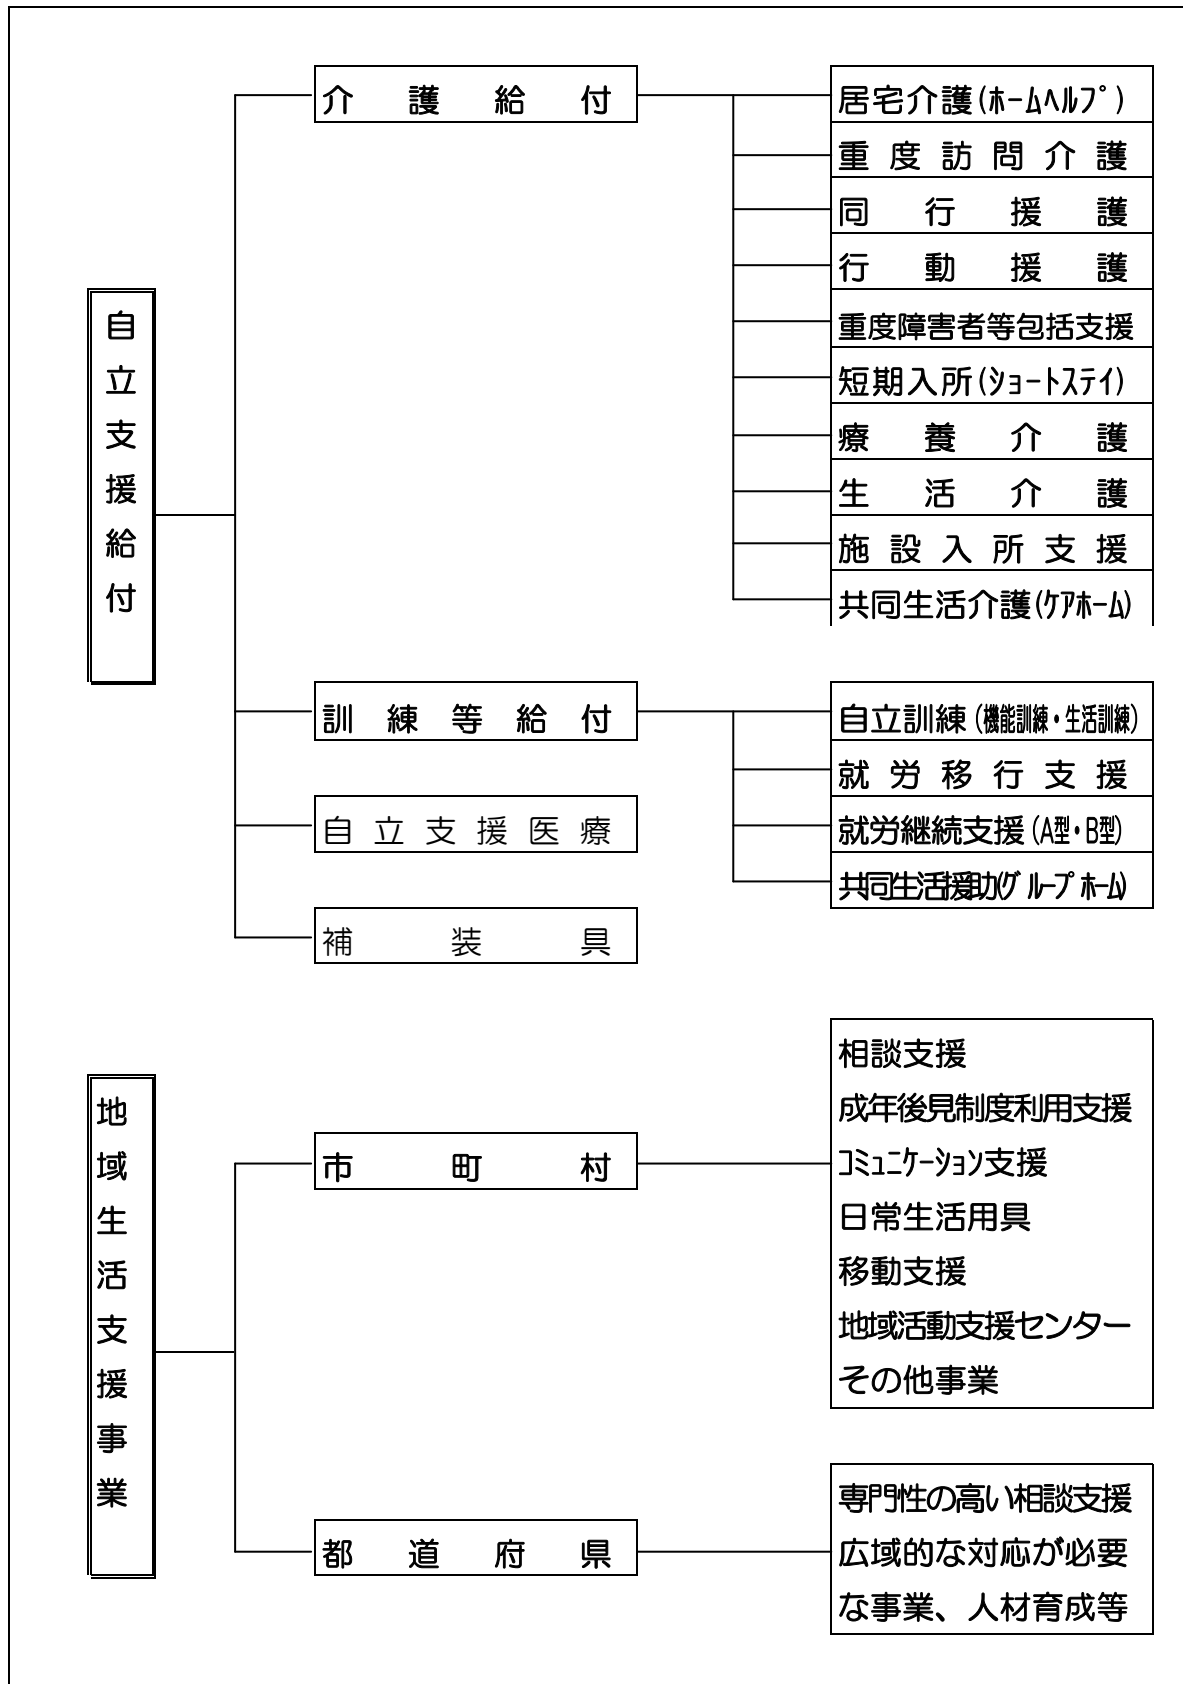 自立支援給付
介護給付
居宅介護(ﾎｰﾑﾍﾙﾌﾟ)
重度訪問介護
同行援護
行動援護
重度障害者等包括支援
短期入所(ｼｮｰﾄｽﾃｲ)
療養介護
生活介護
施設入所支援
共同生活介護(ｹｱﾎｰﾑ)
訓練等給付
自立訓練(機能訓練・生活訓練)
就労移行支援
就労継続支援(A型・B型)
共同生活援助(ｸﾞﾙｰﾌﾟﾎｰﾑ)
自立支援医療
補装具
地域生活支援事業
市町村
相談支援
成年後見制度利用支援
ｺﾐｭﾆｹｰｼｮﾝ支援
日常生活用具
移動支援
地域活動支援センター
その他事業
都道府県
専門性の高い相談支援
広域的な対応が必要
な事業、人材育成等